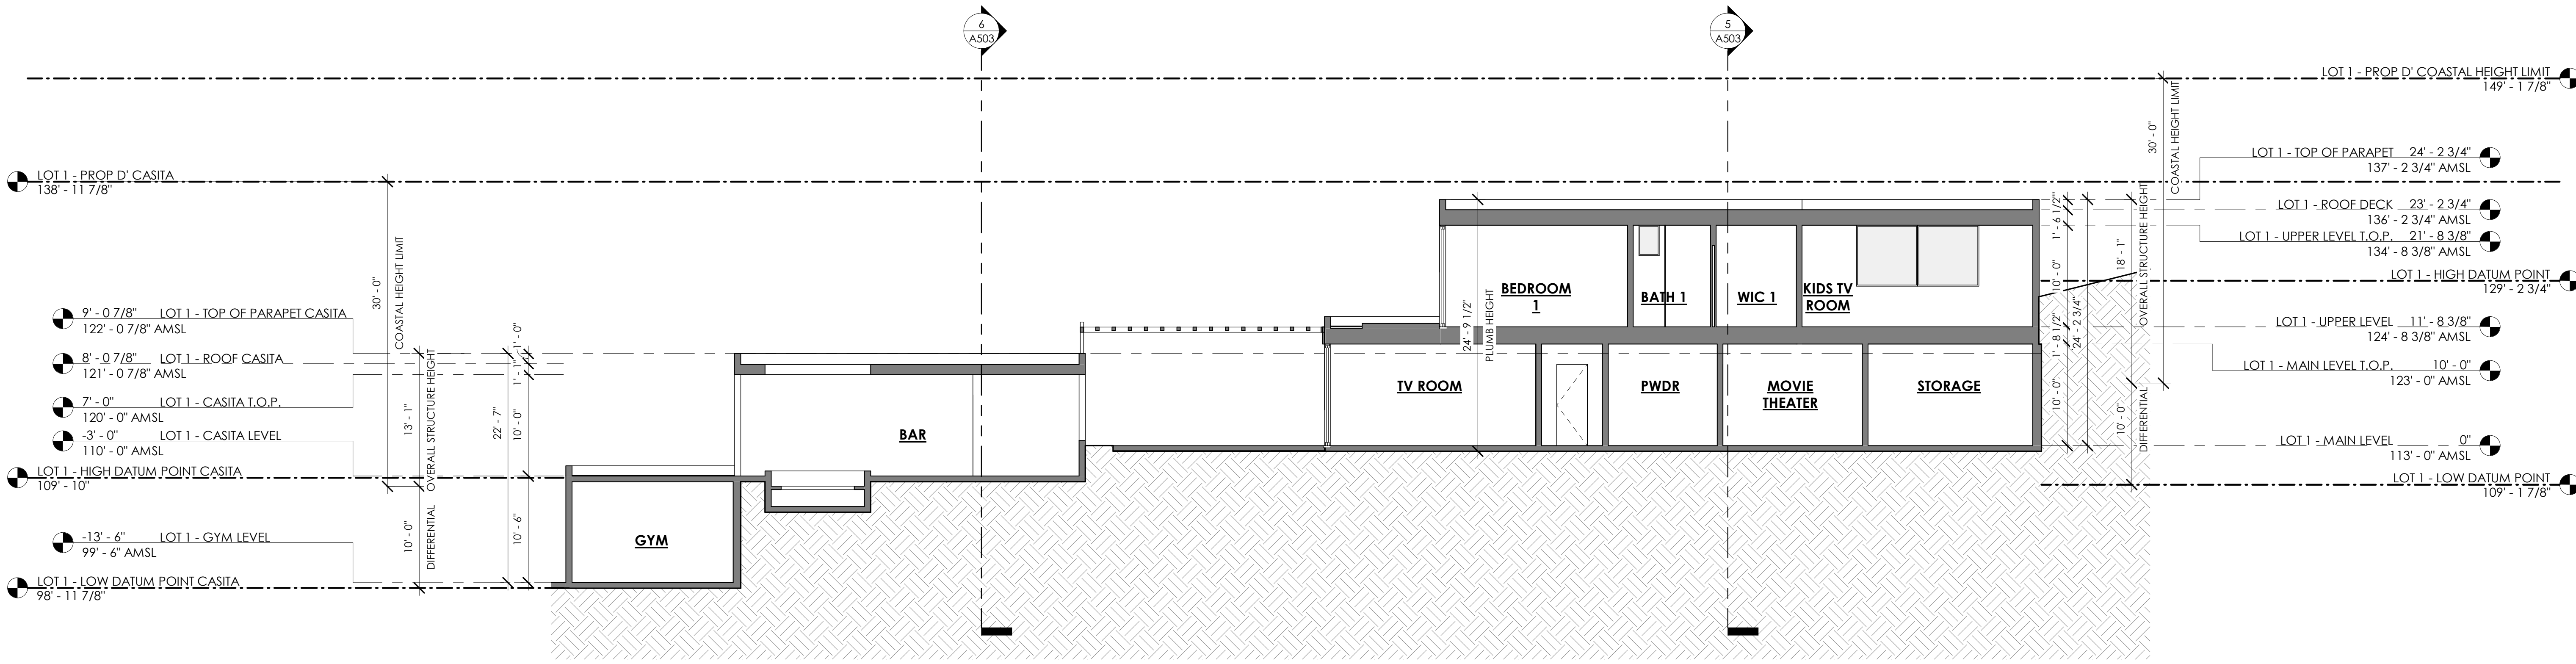 6
A503
5
A503
LOT 1 - PROP D' COASTAL HEIGHT LIMIT
149' - 1 7/8"
LOT 1 - PROP D' CASITA
138' - 11 7/8"
9' - 0 7/8" LOT 1 - TOP OF PARAPET CASITA
122' - 0 7/8" AMSL
8' - 0 7/8" LOT 1 - ROOF CASITA
121' - 0 7/8" AMSL
7' - 0" LOT 1 - CASITA T.O.P.
120' - 0" AMSL
-3' - 0" LOT 1 - CASITA LEVEL
110' - 0" AMSL
LOT 1 - HIGH DATUM POINT CASITA
109' - 10"
-13' - 6" LOT 1 - GYM LEVEL
99' - 6" AMSL
LOT 1 - LOW DATUM POINT CASITA
98' - 11 7/8"
30' - 0"
COASTAL HEIGHT LIMIT
13' - 1"
OVERALL STRUCTURE HEIGHT
10' - 0"
DIFFERENTIAL
22' - 7"
1' - 0"
1' - 1"
10' - 0"
10' - 6"
GYM
BAR
24' - 9 1/2"
PLUMB HEIGHT
BEDROOM
1
BATH 1
WIC 1
KIDS TV
ROOM
TV ROOM
PWDR
MOVIE
THEATER
STORAGE
1' - 6 1/2"
10' - 0"
1' - 8 1/2"
10' - 0"
24' - 2 3/4"
18' - 1"
OVERALL STRUCTURE HEIGHT
10' - 0"
DIFFERENTIAL
30' - 0"
COASTAL HEIGHT LIMIT
LOT 1 - TOP OF PARAPET 24' - 2 3/4"
137' - 2 3/4" AMSL
LOT 1 - ROOF DECK 23' - 2 3/4"
136' - 2 3/4" AMSL
LOT 1 - UPPER LEVEL T.O.P. 21' - 8 3/8"
134' - 8 3/8" AMSL
LOT 1 - HIGH DATUM POINT
129' - 2 3/4"
LOT 1 - UPPER LEVEL 11' - 8 3/8"
124' - 8 3/8" AMSL
LOT 1 - MAIN LEVEL T.O.P. 10' - 0"
123' - 0" AMSL
LOT 1 - MAIN LEVEL 0"
113' - 0" AMSL
LOT 1 - LOW DATUM POINT
109' - 1 7/8"